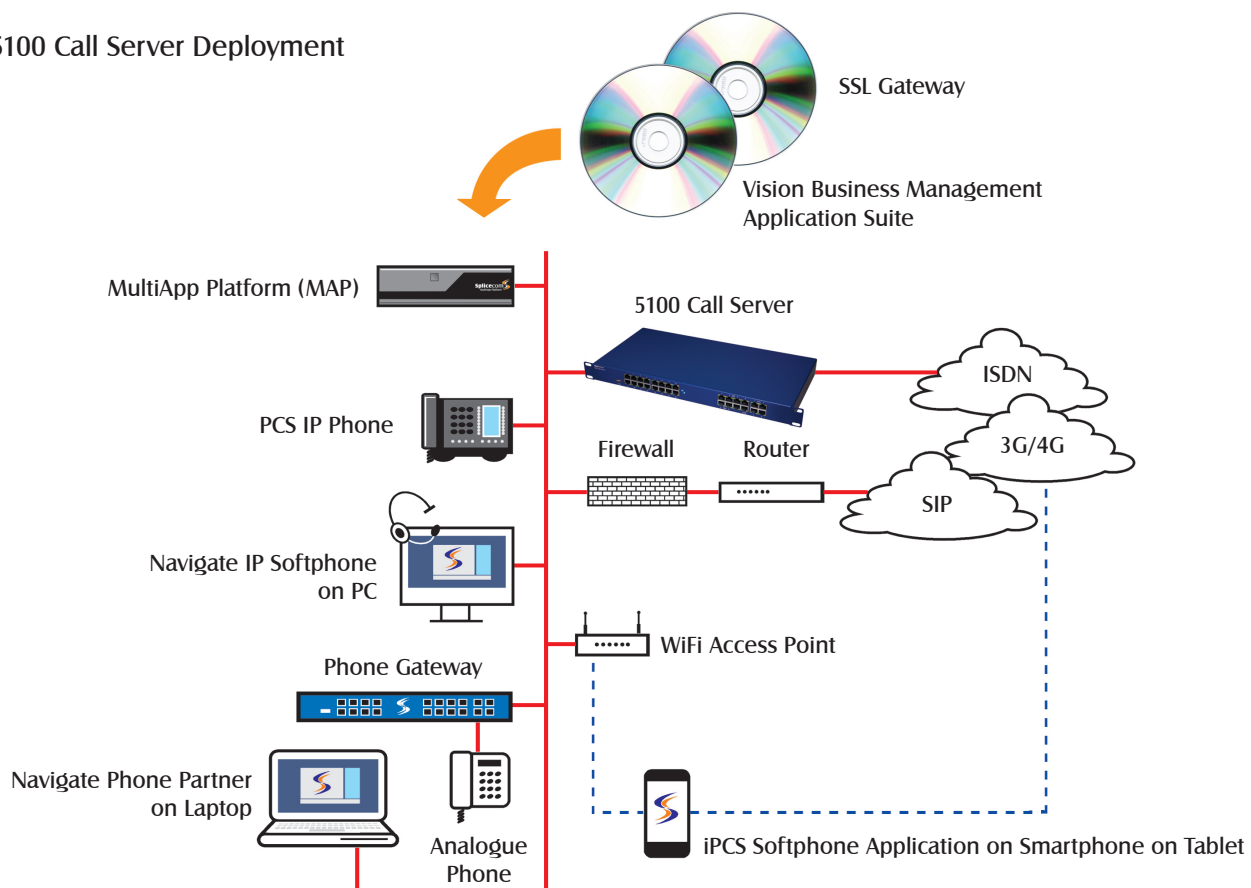 5100 Call Server Deployment
SSL Gateway
Vision Business Management
Application Suite
MultiApp Platform (MAP)
Splicecom
5100 Call Server
ISDN
PCS IP Phone
Firewall
Router
3G/4G
SIP
Navigate IP Softphone
on PC
WiFi Access Point
Phone Gateway
Navigate Phone Partner
on Laptop
Analogue
Phone
iPCS Softphone Application on Smartphone on Tablet